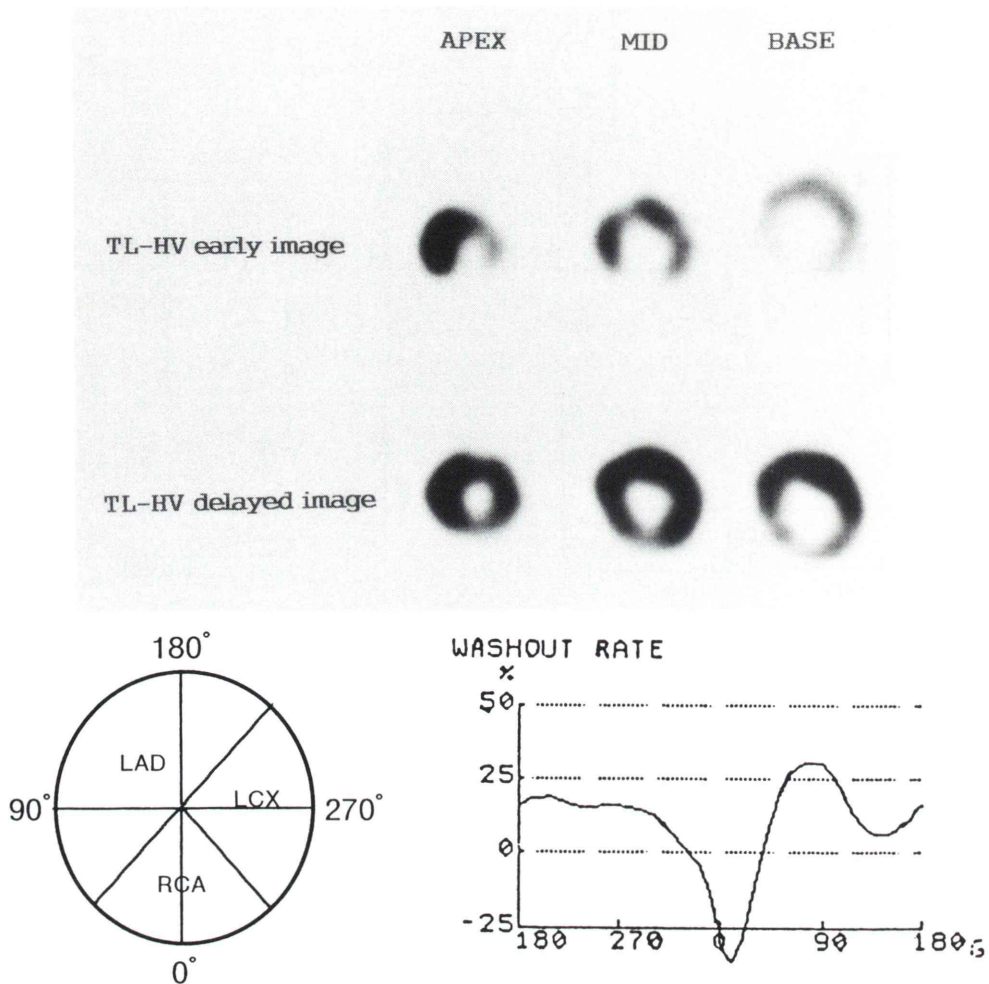 APEX MID BASE
TL-HV early image
TL-HV delayed image
180°
LAD
LCX
90° 270°
RCA
0°
WASHOUT RATE
%
50
25
0
-25
180 270 0 90 180